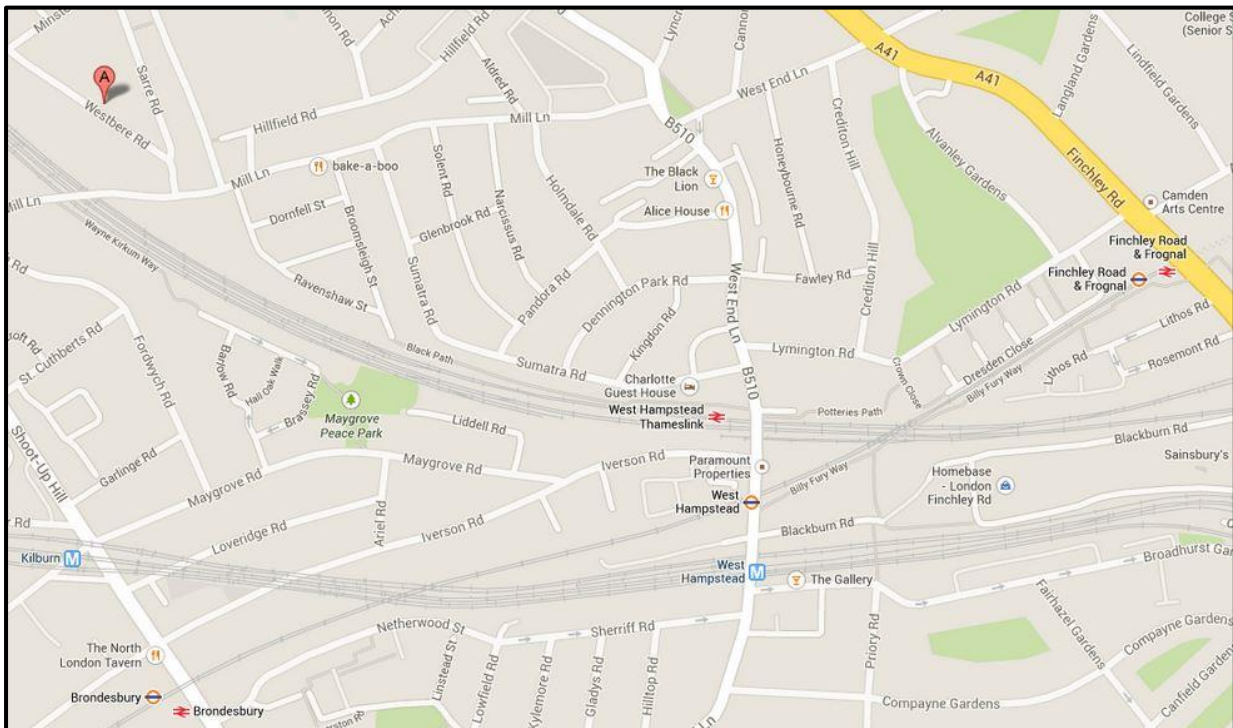 Minste
Sarre Rd
Westbere Rd
A
Hillfield Rd
Hillfield Rd
Aldred Rd
Lyncr
Cannon
B510
West End Ln
A41
A41
Langland Gardens
Lindfield Gardens
College S
(Senior S
Mill Ln
Mill Ln
Mill Ln
bake-a-boo
Solent Rd
Narcissus Rd
Holmdale Rd
The Black
Lion
Alice House
Honeybourne Rd
Crediton Hill
Crediton Hill
Alvanley Gardens
Finchley Rd
Camden
Arts Centre
Finchley Road
& Frognal
Finchley Road
& Frognal
Wayne Kirkum Way
Dornfell St
Broomsleigh St
Glenbrook Rd
Sumatra Rd
Ravenshaw St
Pandora Rd
Dennington Park Rd
Kingdon Rd
West End Ln
Fawley Rd
Lymington Rd
Lymington Rd
Lithos Rd
Lithos Rd
Rosemont Rd
Dresden Close
Billy Fury Way
Crown Close
St. Cuthberts Rd
Fordwych Rd
Barlow Rd
Hall Oak Walk
Brassey Rd
Black Path
Sumatra Rd
Charlotte
Guest House
B510
Maygrove
Peace Park
Liddell Rd
West Hampstead
Thameslink
Potteries Path
Blackburn Rd
Sainsbury's
Shoot-Up Hill
Garlinge Rd
Maygrove Rd
Maygrove Rd
Iverson Rd
Paramount
Properties
Billy Fury Way
Homebase
- London
Finchley Rd
West
Hampstead
Ariel Rd
Iverson Rd
Loveridge Rd
Blackburn Rd
Kilburn
M
West
Hampstead
M
The Gallery
Broadhurst Gar
Fairhazel Gardens
Compayne Gardens
Netherwood St
Sherriff Rd
Priory Rd
The North
London Tavern
Linstead St
Lowfield Rd
Kylemore Rd
Gladys Rd
Hilltop Rd
Brondesbury
Brondesbury
Compayne Gardens
Canfield Gardens